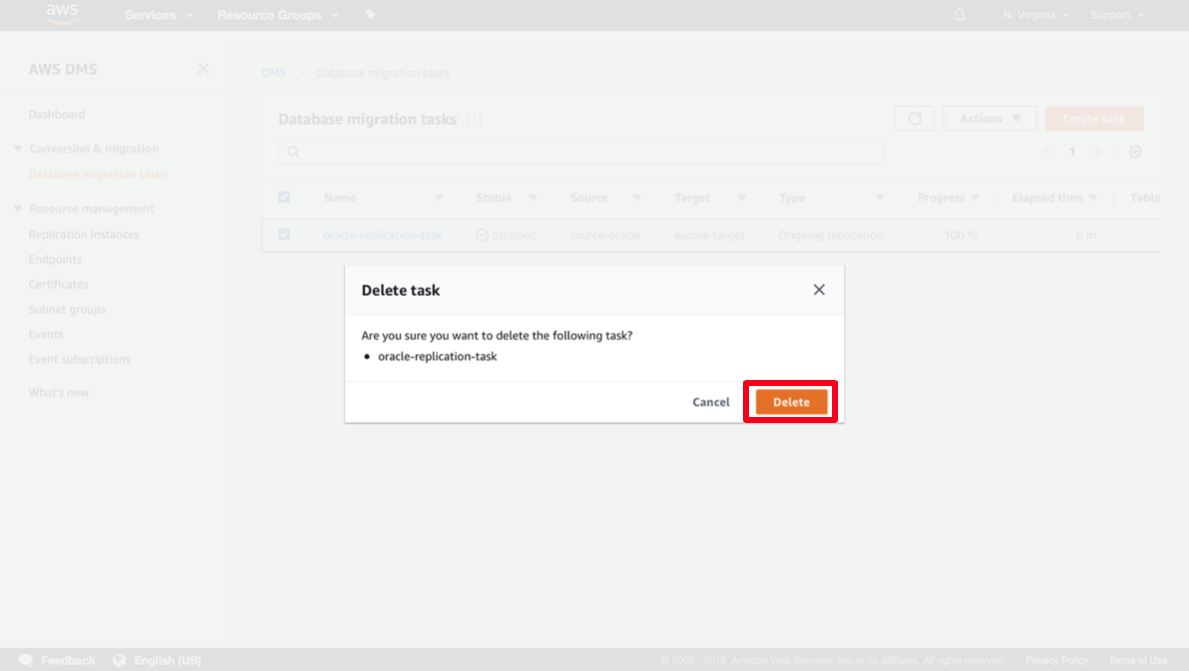 aws Services Resource Groups N. Virginia Support
AWS DMS
DMS Database migration tasks
Dashboard
Database migration tasks (1) Actions Create task
Conversion & migration
1
Database migration tasks
Name Status Source Target Type Progress Elapsed time Table
Resource management
Replication instances
oracle-replication-task Stopped source-oracle aurora-target Ongoing replication 100 % 0 m
Endpoints
Certificates
Subnet groups
Events
Event subscriptions
What's new
Delete task
Are you sure you want to delete the following task?
• oracle-replication-task
Cancel Delete
Feedback English (US) © 2008 - 2019, Amazon Web Services, Inc. or its affiliates. All rights reserved. Privacy Policy Terms of Use